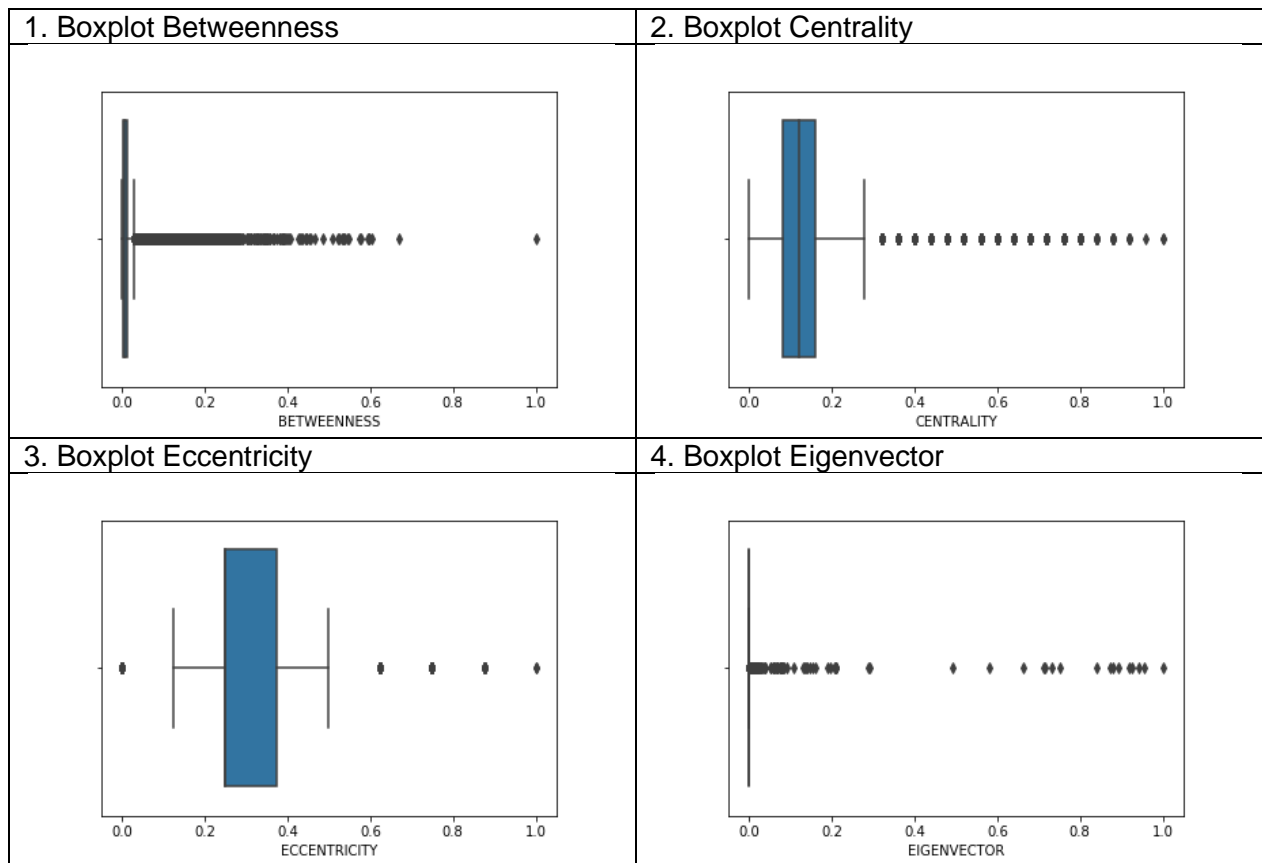 1. Boxplot Betweenness
2. Boxplot Centrality
0.0 0.2 0.4 0.6 0.8 1.0
BETWEENNESS
0.0 0.2 0.4 0.6 0.8 1.0
CENTRALITY
3. Boxplot Eccentricity
4. Boxplot Eigenvector
0.0 0.2 0.4 0.6 0.8 1.0
ECCENTRICITY
0.0 0.2 0.4 0.6 0.8 1.0
EIGENVECTOR